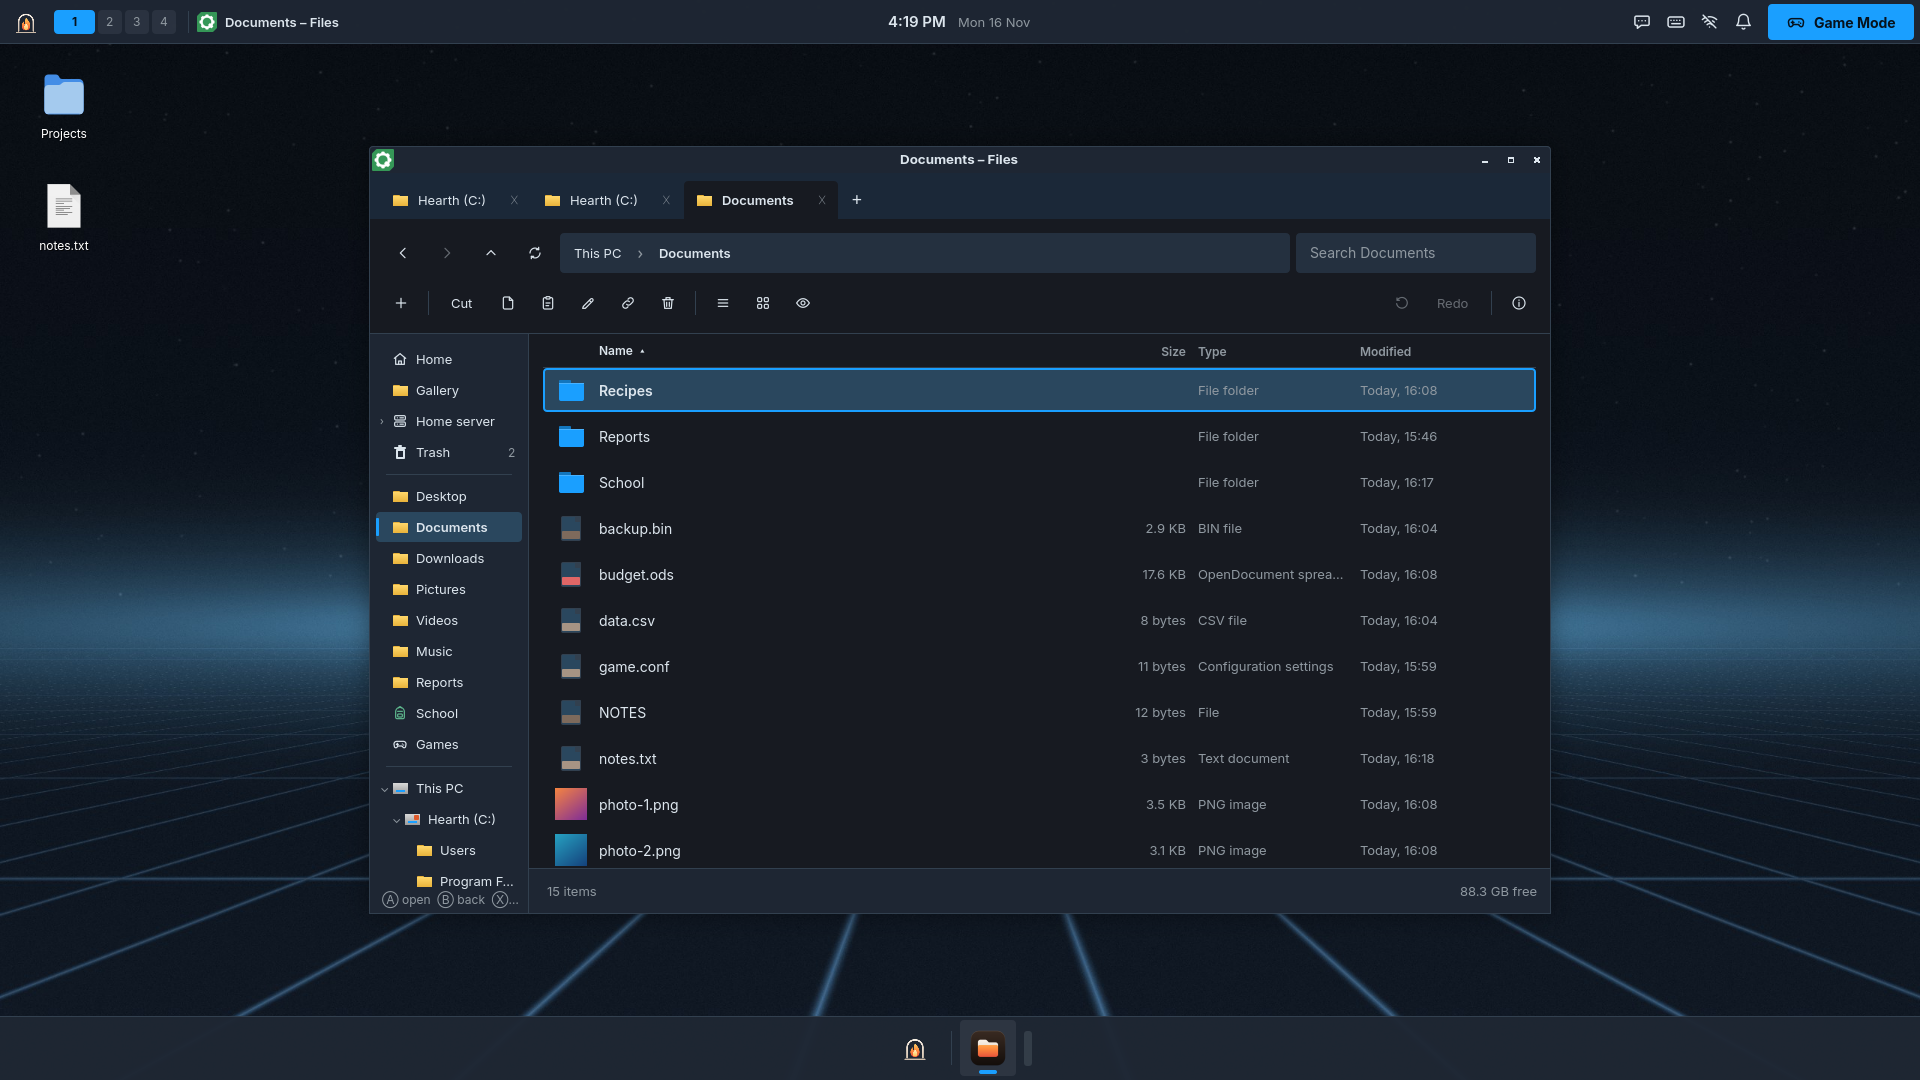 1 2 3 4 Documents – Files 4:19 PM Mon 16 Nov Game Mode
Projects
notes.txt
Documents – Files
Hearth (C:) X Hearth (C:) X Documents X +
This PC › Documents Search Documents
Cut Redo
Name Size Type Modified
Home
Gallery
Home server
Trash 2
Desktop
Documents
Downloads
Pictures
Videos
Music
Reports
School
Games
This PC
Hearth (C:)
Users
Program F...
A open B back X...
Recipes File folder Today, 16:08
Reports File folder Today, 15:46
School File folder Today, 16:17
backup.bin 2.9 KB BIN file Today, 16:04
budget.ods 17.6 KB OpenDocument sprea... Today, 16:08
data.csv 8 bytes CSV file Today, 16:04
game.conf 11 bytes Configuration settings Today, 15:59
NOTES 12 bytes File Today, 15:59
notes.txt 3 bytes Text document Today, 16:18
photo-1.png 3.5 KB PNG image Today, 16:08
photo-2.png 3.1 KB PNG image Today, 16:08
15 items 88.3 GB free